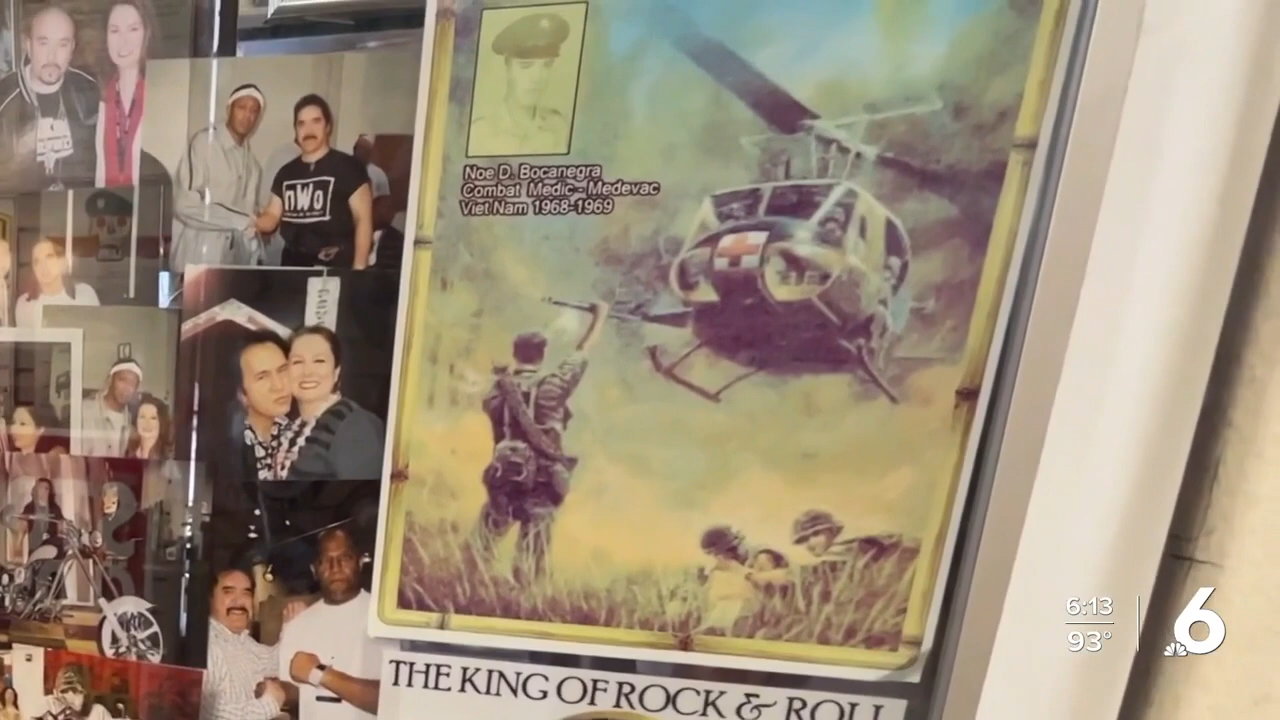 Noe D. Bocanegra
Combat Medic - Medevac
Viet Nam 1968-1969
nWo
THE KING OF ROCK & ROLL
6:13
93°
6